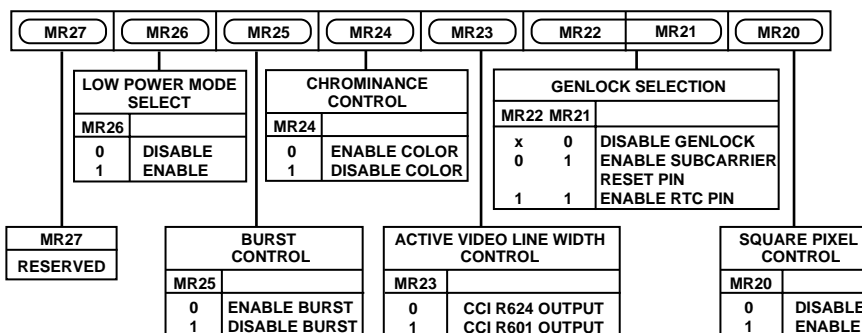 MR27 MR26 MR25 MR24 MR23 MR22 MR21 MR20
LOW POWER MODE
SELECT
MR26
0 DISABLE
1 ENABLE
CHROMINANCE
CONTROL
MR24
0 ENABLE COLOR
1 DISABLE COLOR
GENLOCK SELECTION
MR22 MR21
x 0 DISABLE GENLOCK
0 1 ENABLE SUBCARRIER
RESET PIN
1 1 ENABLE RTC PIN
MR27
RESERVED
BURST
CONTROL
MR25
0 ENABLE BURST
1 DISABLE BURST
ACTIVE VIDEO LINE WIDTH
CONTROL
MR23
0 CCI R624 OUTPUT
1 CCI R601 OUTPUT
SQUARE PIXEL
CONTROL
MR20
0 DISABLE
1 ENABLE